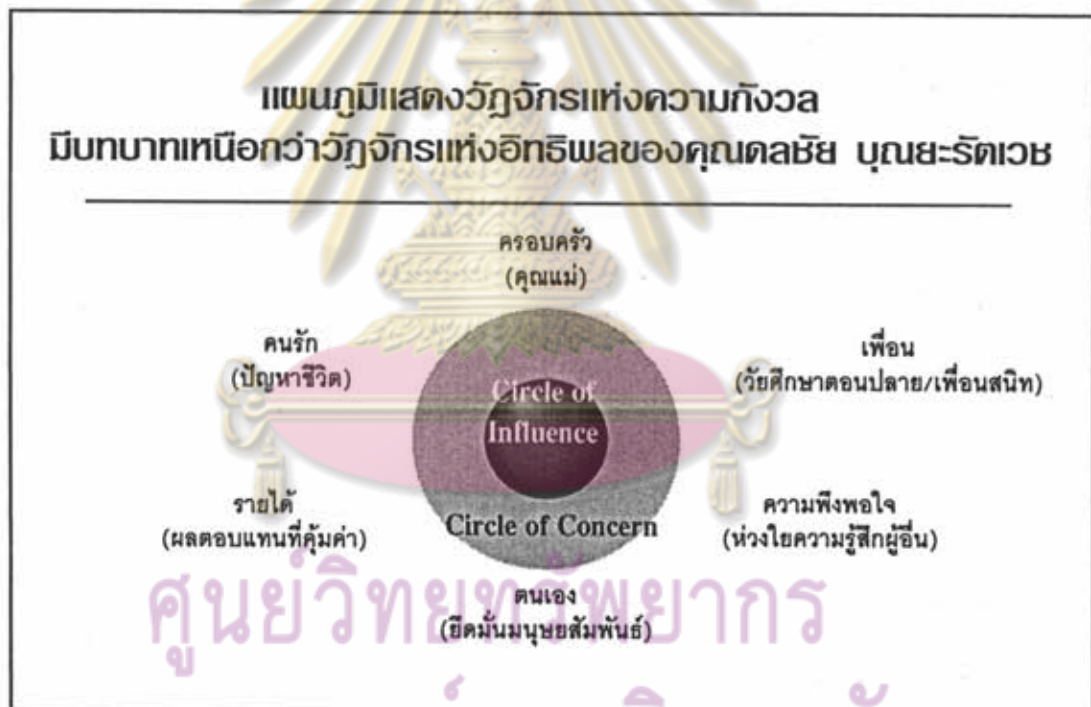 แผนภูมิแสดงวัฏจักรแห่งความกังวล
มีบทบาทเหนือกว่าวัฏจักรแห่งอิทธิพลของคุณดลชัย บุณยะรัตเวช
ครอบครัว
(คุณแม่)
คนรัก
(ปัญหาชีวิต)
เพื่อน
(วัยศึกษาตอนปลาย/เพื่อนสนิท)
Circle of
Influence
รายได้
(ผลตอบแทนที่คุ้มค่า)
ความพึงพอใจ
(ห่วงใยความรู้สึกผู้อื่น)
Circle of Concern
ตนเอง
(ยึดมั่นมนุษยสัมพันธ์)
ศูนย์วิทยทรัพยากร